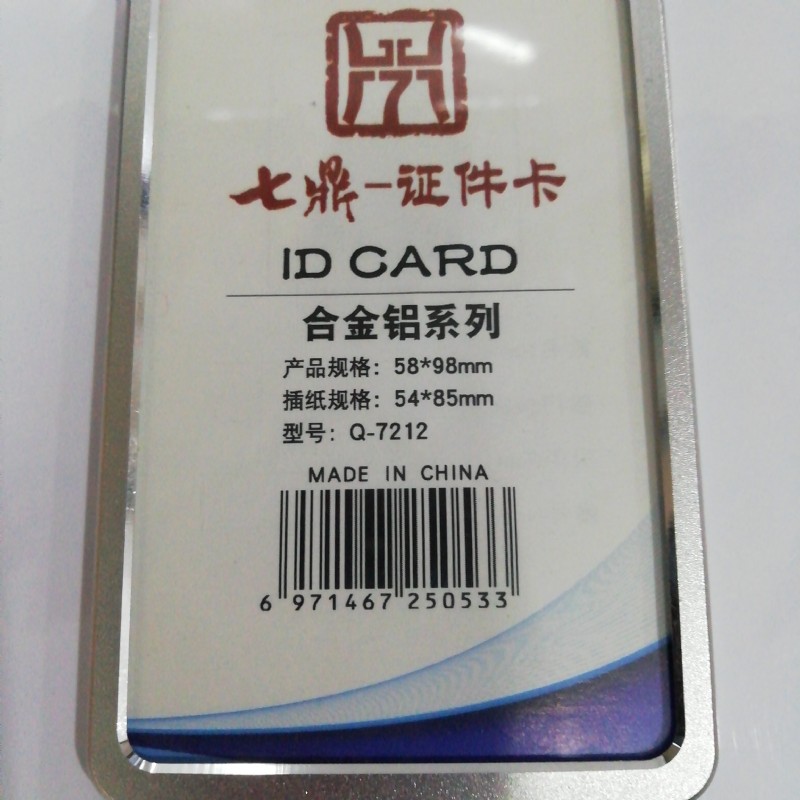 七鼎-证件卡
ID CARD
合金铝系列
产品规格：58*98mm
插纸规格：54*85mm
型号：Q-7212
MADE IN CHINA
6 971467 250533